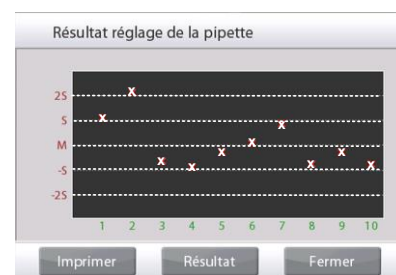 Résultat réglage de la pipette
2S
S
M
-S
-2S
x x x x x x x x x x
1 2 3 4 5 6 7 8 9 10
Imprimer Résultat Fermer